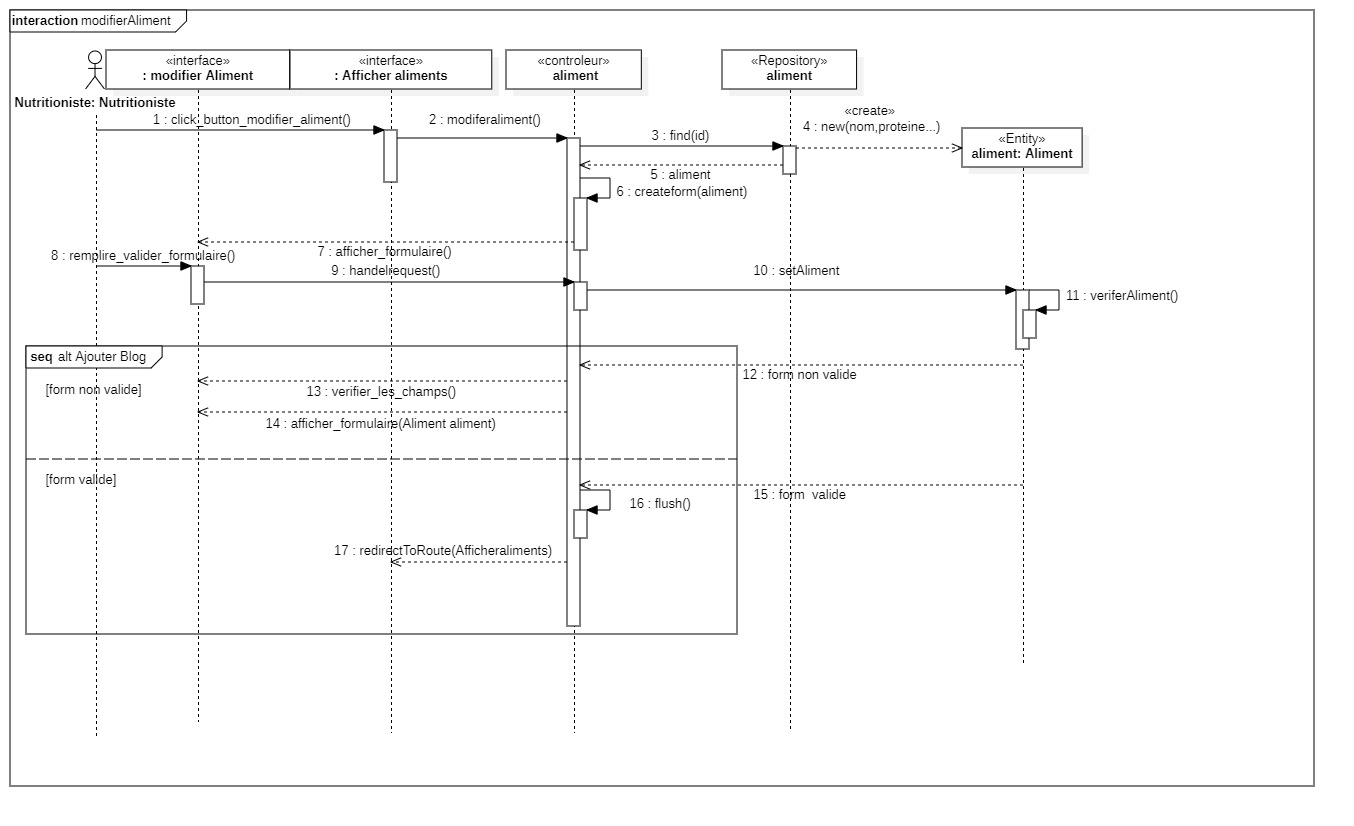 interaction modifierAliment
«interface»
: modifier Aliment
«interface»
: Afficher aliments
«controleur»
aliment
«Repository»
aliment
Nutritioniste: Nutritioniste
«create»
1 : click_button_modifier_aliment()
2 : modiferaliment()
3 : find(id)
4 : new(nom,proteine...)
«Entity»
aliment: Aliment
5 : aliment
6 : createform(aliment)
7 : afficher_formulaire()
8 : remplire_valider_formulaire()
9 : handelrequest()
10 : setAliment
11 : veriferAliment()
seq alt Ajouter Blog
12 : form non valide
[form non valide]
13 : verifier_les_champs()
14 : afficher_formulaire(Aliment aliment)
[form valide]
15 : form  valide
16 : flush()
17 : redirectToRoute(Afficheraliments)